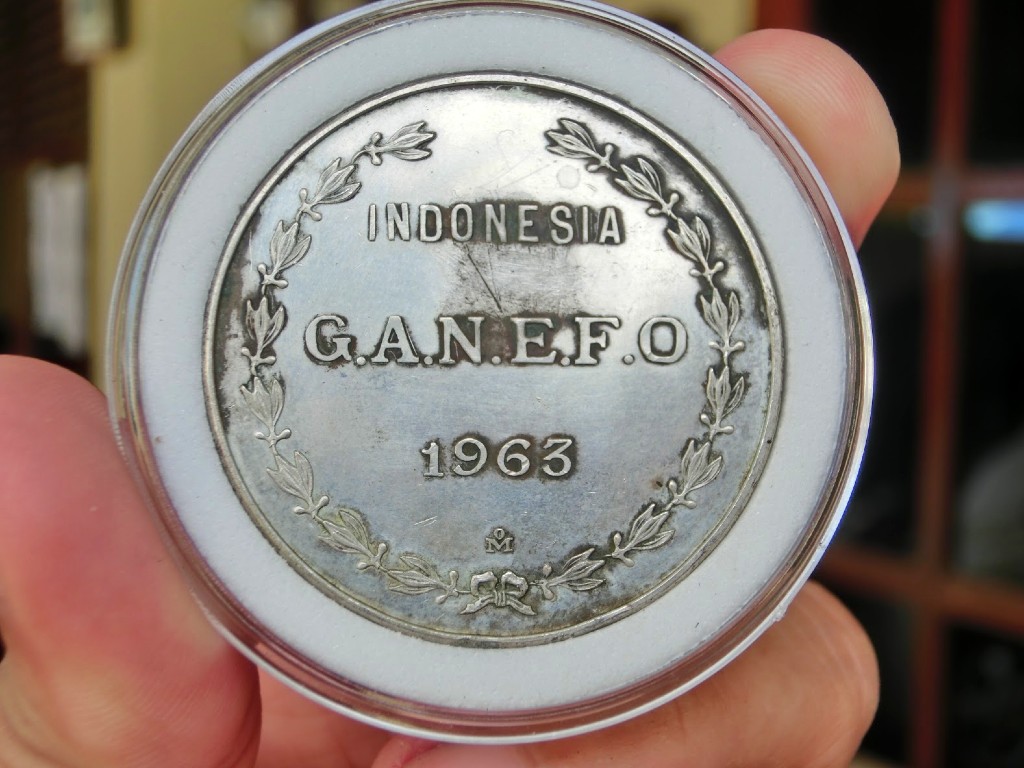 INDONESIA
G.A.N.E.F.O
1963
M̊